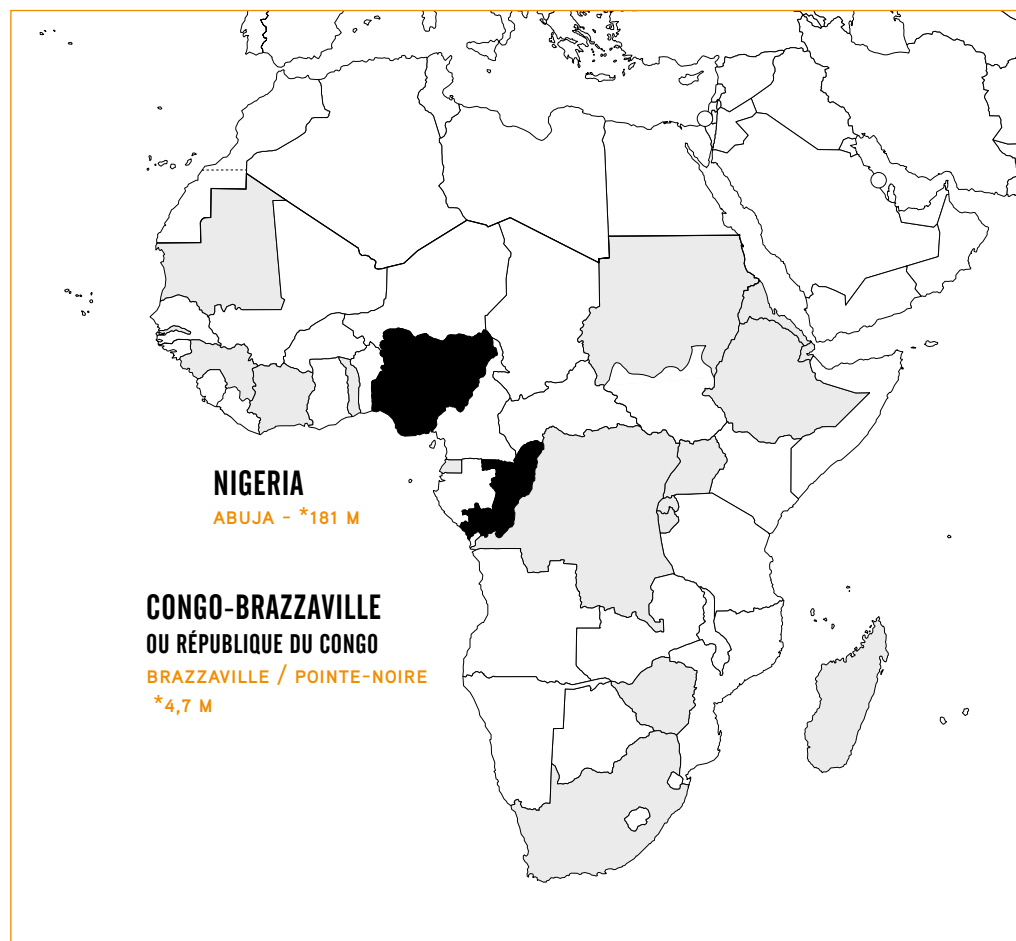 NIGERIA
ABUJA - *181 M
CONGO-BRAZZAVILLE
OU RÉPUBLIQUE DU CONGO
BRAZZAVILLE / POINTE-NOIRE
*4,7 M